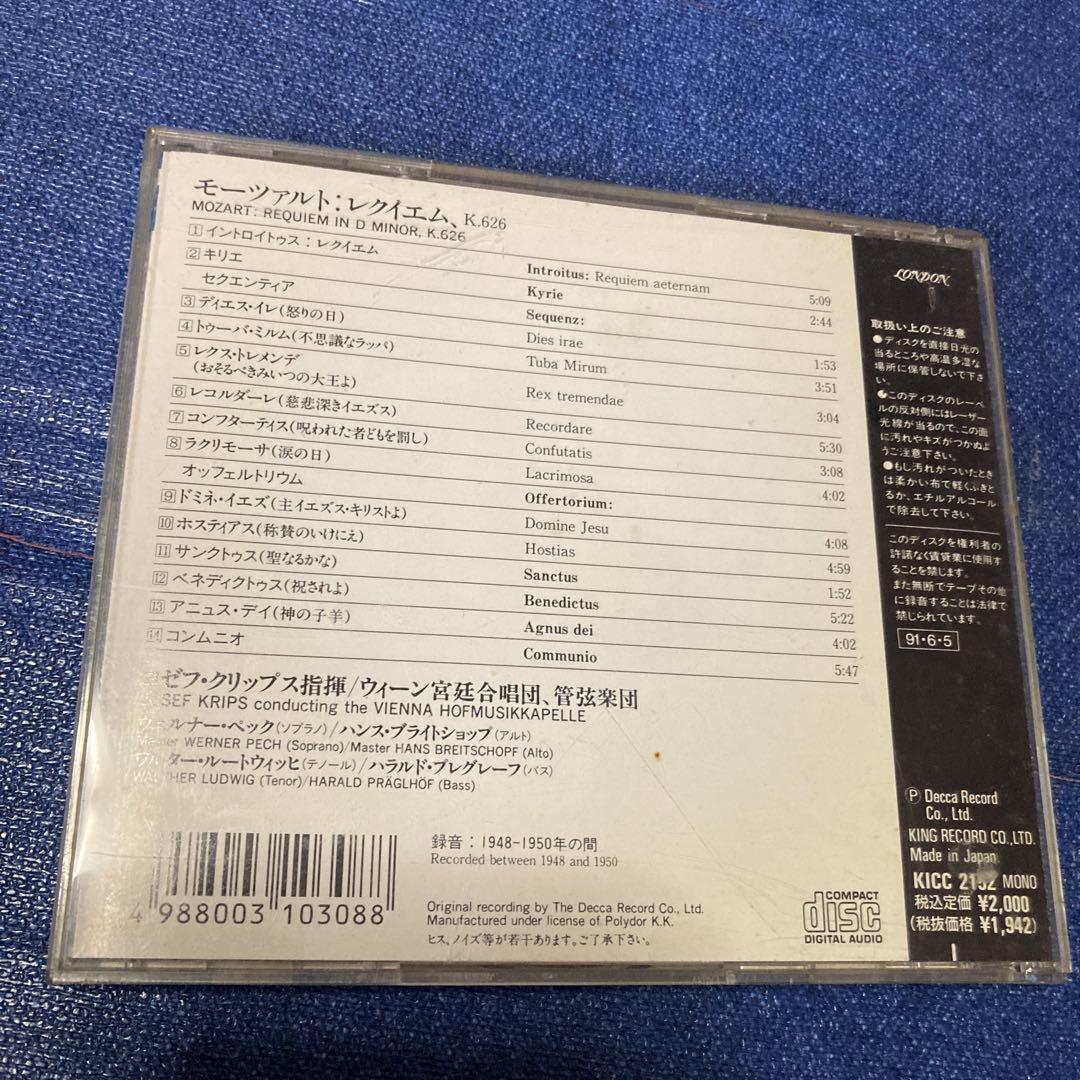 モーツァルト：レクイエム、K.626
MOZART: REQUIEM IN D MINOR, K.626
1 イントロイトゥス：レクイエム Introitus: Requiem aeternam 5:09
2 キリエ Kyrie 2:44
セクエンティア Sequenz:
3 ディエス・イレ(怒りの日) Dies irae 1:53
4 トゥーバ・ミルム(不思議なラッパ) Tuba Mirum 3:51
5 レクス・トレメンデ
(おそるべきみいつの大王よ) Rex tremendae 3:04
6 レコルダーレ(慈悲深きイエズス) Recordare 5:30
7 コンフターティス(呪われた者どもを罰し) Confutatis 3:08
8 ラクリモーサ(涙の日) Lacrimosa 4:02
オッフェルトリウム Offertorium:
9 ドミネ・イエズ(主イエズス・キリストよ) Domine Jesu 4:08
10 ホスティアス(称賛のいけにえ) Hostias 4:59
11 サンクトゥス(聖なるかな) Sanctus 1:52
12 ベネディクトゥス(祝されよ) Benedictus 5:22
13 アニュス・デイ(神の子羊) Agnus dei 4:02
14 コンムニオ Communio 5:47
ゼフ・クリップス指揮/ウィーン宮廷合唱団、管弦楽団
SEF KRIPS conducting the VIENNA HOFMUSIKKAPELLE
ルナー・ペック(ソプラノ)/ハンス・ブライトショップ(アルト)
er WERNER PECH (Soprano)/Master HANS BREITSCHOPF (Alto)
ター・ルートウィッヒ(テノール)/ハラルド・プレグレーフ(バス)
HER LUDWIG (Tenor)/HARALD PRÄGLHÖF (Bass)
録音：1948-1950年の間
Recorded between 1948 and 1950
4 988003 103088
Original recording by The Decca Record Co., Ltd.
Manufactured under license of Polydor K.K.
ヒス、ノイズ等が若干あります。ご了承下さい。
COMPACT
disc
DIGITAL AUDIO
LONDON
取扱い上のご注意
●ディスクを直接日光の
当るところや高温多湿な
場所に保管しないで下さ
い。
●このディスクのレーベ
ルの反対側にはレーザー
光線が当るので、この面
に汚れやキズがつかぬよ
うご注意下さい。
●もし汚れがついたとき
は柔かい布で軽くふきと
るか、エチルアルコール
で除去して下さい。
このディスクを権利者の
許諾なく賃貸業に使用す
ることを禁じます。
また無断でテープその他
に録音することは法律で
禁じられています。
91・6・5
Ⓟ Decca Record
Co., Ltd.
KING RECORD CO.,LTD.
Made in Japan
KICC 2152 MONO
税込定価 ¥2,000
(税抜価格 ¥1,942)